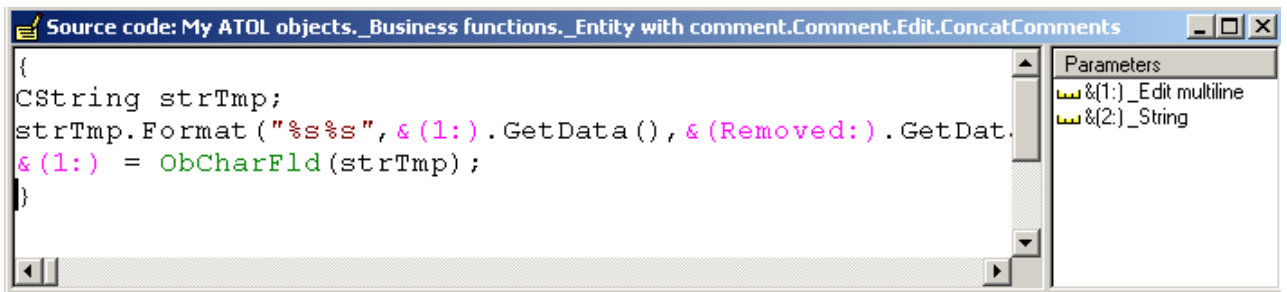 Source code: My ATOL objects._Business functions._Entity with comment.Comment.Edit.ConcatComments
{
CString strTmp;
strTmp.Format("%s%s",&(1:).GetData(),&(Removed:).GetDat
&(1:) = ObCharFld(strTmp);
}
Parameters
&(1:)_Edit multiline
&(2:)_String